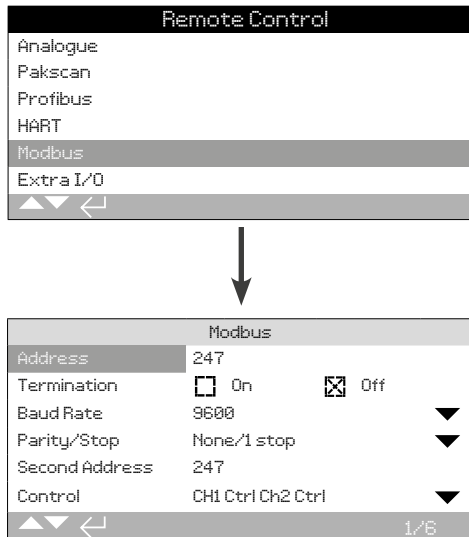 Remote Control
Analogue
Pakscan
Profibus
HART
Modbus
Extra I/O
Modbus
Address 247
Termination On Off
Baud Rate 9600
Parity/Stop None/1 stop
Second Address 247
Control CH1 Ctrl Ch2 Ctrl
1/6